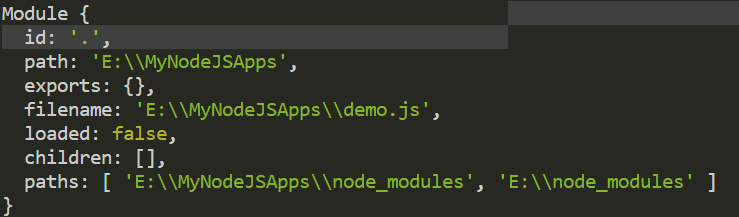 Module {
  id: '.',
  path: 'E:\\MyNodeJSApps',
  exports: {},
  filename: 'E:\\MyNodeJSApps\\demo.js',
  loaded: false,
  children: [],
  paths: [ 'E:\\MyNodeJSApps\\node_modules', 'E:\\node_modules' ]
}